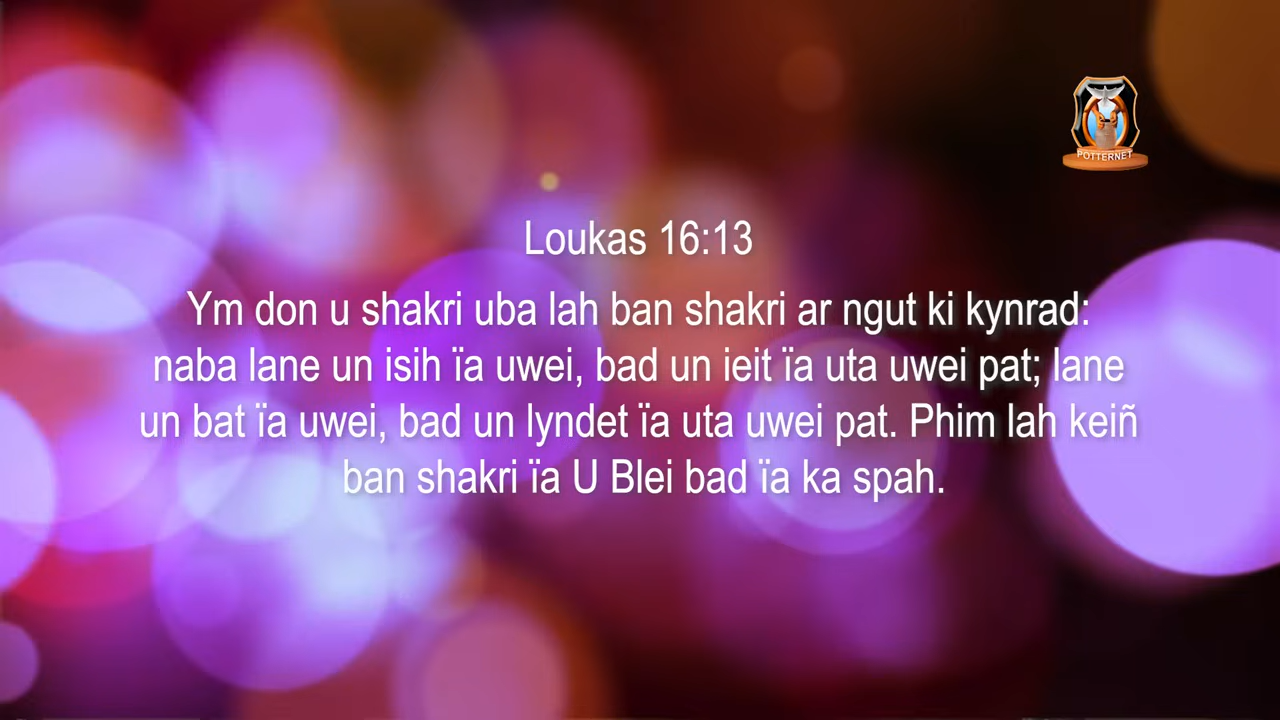 POTTERNET
Loukas 16:13
Ym don u shakri uba lah ban shakri ar ngut ki kynrad:
naba lane un isih ïa uwei, bad un ieit ïa uta uwei pat; lane
un bat ïa uwei, bad un lyndet ïa uta uwei pat. Phim lah keiñ
ban shakri ïa U Blei bad ïa ka spah.